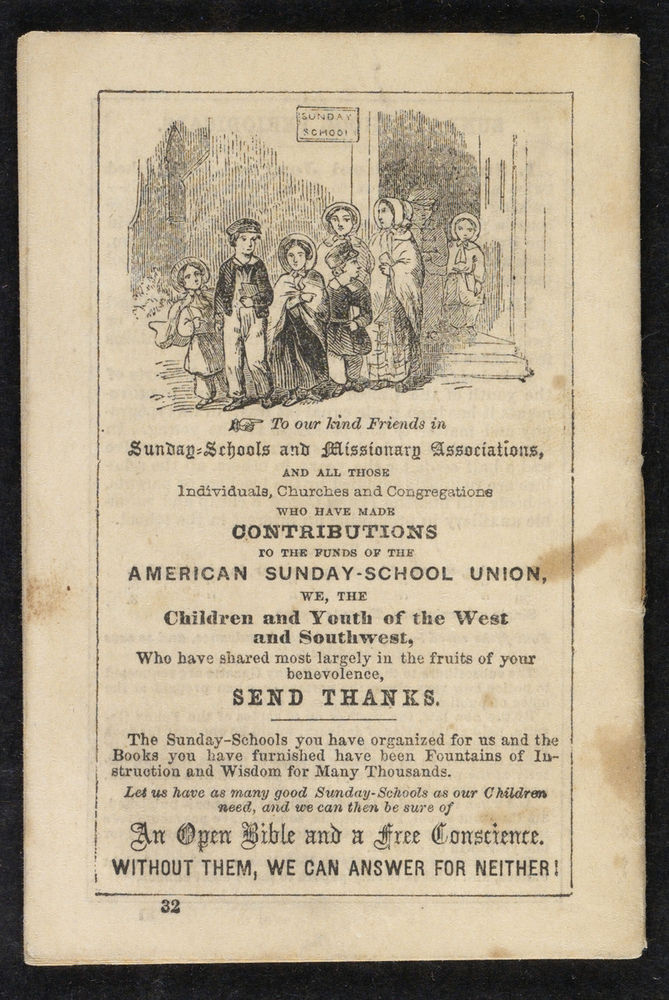 SUNDAY
SCHOOL
To our kind Friends in
Sunday-Schools and Missionary Associations,
AND ALL THOSE
Individuals, Churches and Congregations
WHO HAVE MADE
CONTRIBUTIONS
TO THE FUNDS OF THE
AMERICAN SUNDAY-SCHOOL UNION,
WE, THE
Children and Youth of the West
and Southwest,
Who have shared most largely in the fruits of your
benevolence,
SEND THANKS.
The Sunday-Schools you have organized for us and the
Books you have furnished have been Fountains of In-
struction and Wisdom for Many Thousands.
Let us have as many good Sunday-Schools as our Children
need, and we can then be sure of
An Open Bible and a Free Conscience.
WITHOUT THEM, WE CAN ANSWER FOR NEITHER!
32